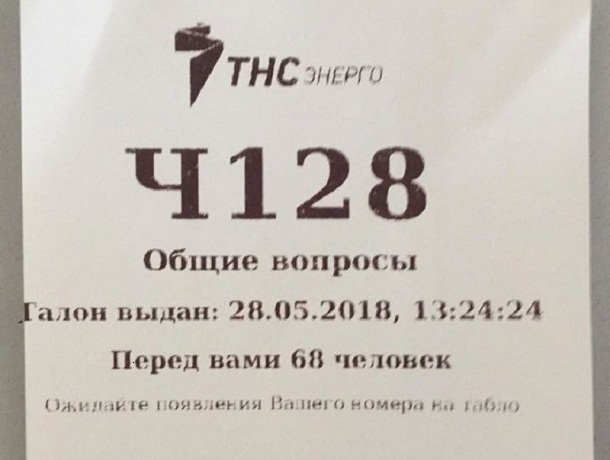 ТНС энерго
Ч128
Общие вопросы
Талон выдан: 28.05.2018, 13:24:24
Перед вами 68 человек
Ожидайте появления Вашего номера на табло